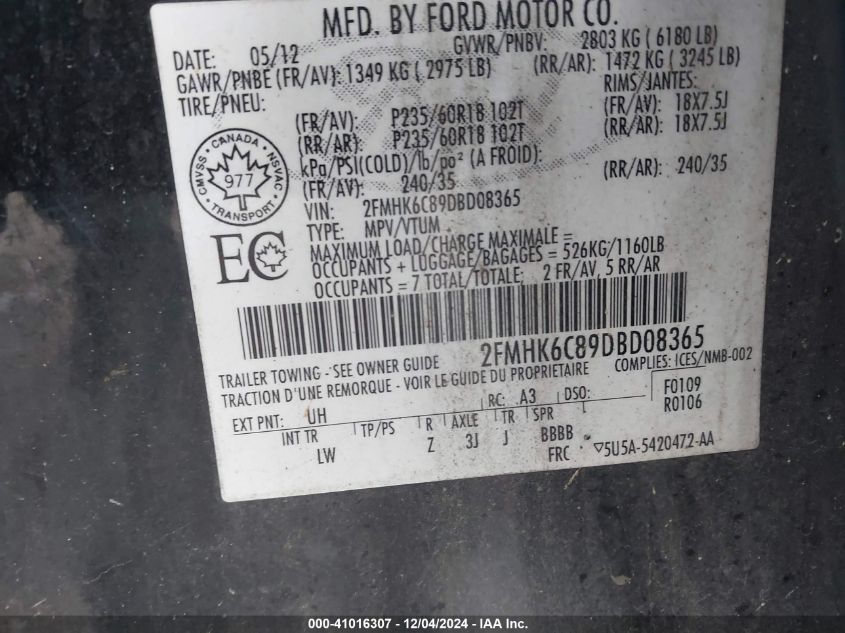 MFD. BY FORD MOTOR CO.
DATE: 05/12 GVWR/PNBV: 2803 KG ( 6180 LB)
GAWR/PNBE (FR/AV): 1349 KG ( 2975 LB) (RR/AR): 1472 KG ( 3245 LB)
TIRE/PNEU: RIMS/JANTES:
(FR/AV): P235/60R18 102T (FR/AV): 18X7.5J
(RR/AR): P235/60R18 102T (RR/AR): 18X7.5J
kPa/PSI(COLD)/lb/po² (A FROID):
(FR/AV): 240/35 (RR/AR): 240/35
VIN: 2FMHK6C89DBD08365
TYPE: MPV/VTUM
MAXIMUM LOAD/CHARGE MAXIMALE =
OCCUPANTS + LUGGAGE/BAGAGES = 526KG/1160LB
OCCUPANTS = 7 TOTAL/TOTALE; 2 FR/AV, 5 RR/AR
CMVSS · CANADA · NSVAC
977
· TRANSPORT ·
EC
2FMHK6C89DBD08365
TRAILER TOWING - SEE OWNER GUIDE COMPLIES: ICES/NMB-002
TRACTION D'UNE REMORQUE - VOIR LE GUIDE DU PROPRIETAIRE
EXT PNT: UH RC: A3 DSO: F0109
R0106
INT TR TP/PS R AXLE TR SPR
LW Z 3J J BBBB
FRC ▽5U5A-5420472-AA
000-41016307 - 12/04/2024 - IAA Inc.